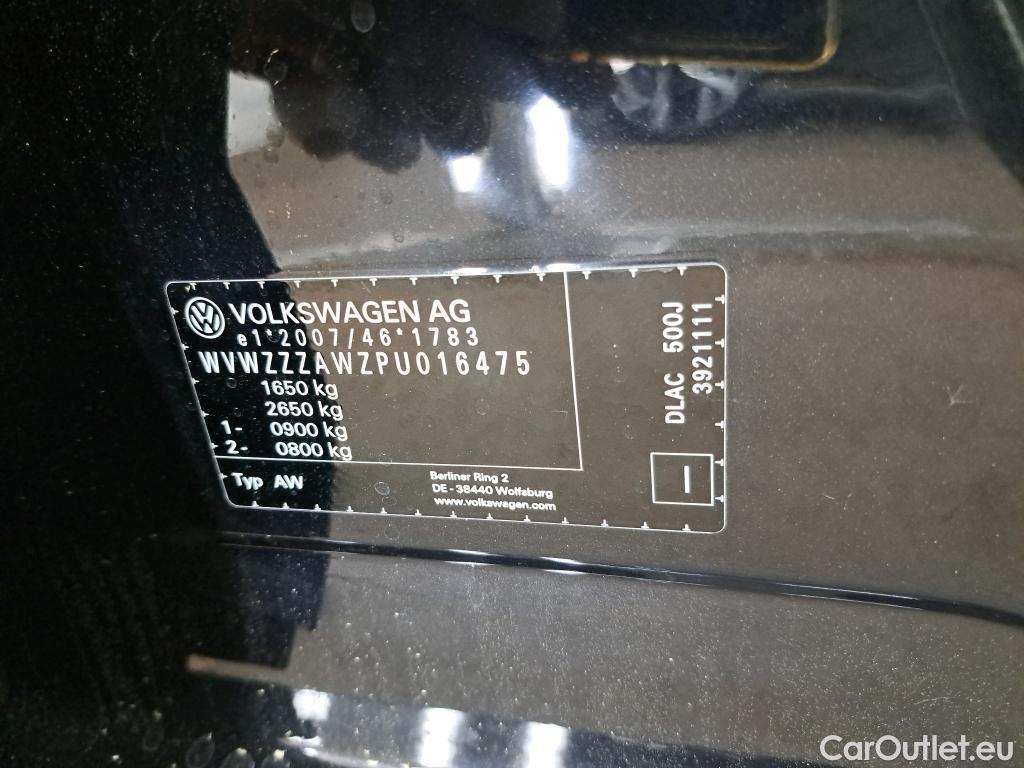 VOLKSWAGEN AG
e1*2007/46*1783
WVWZZZAWZPU016475
1650 kg
2650 kg
1- 0900 kg
2- 0800 kg
Typ AW
Berliner Ring 2
DE - 38440 Wolfsburg
www.volkswagen.com
DLAC 500J
3921111
CarOutlet.eu